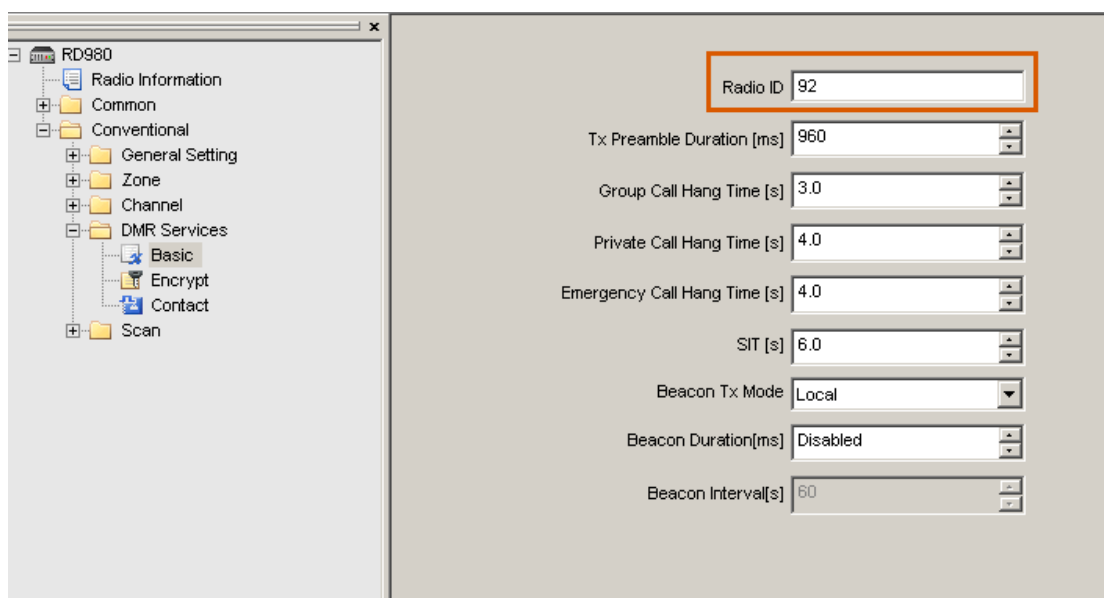 x
RD980
Radio Information
Common
Conventional
General Setting
Zone
Channel
DMR Services
Basic
Encrypt
Contact
Scan
Radio ID 92
Tx Preamble Duration [ms] 960
Group Call Hang Time [s] 3.0
Private Call Hang Time [s] 4.0
Emergency Call Hang Time [s] 4.0
SIT [s] 6.0
Beacon Tx Mode Local
Beacon Duration[ms] Disabled
Beacon Interval[s] 60